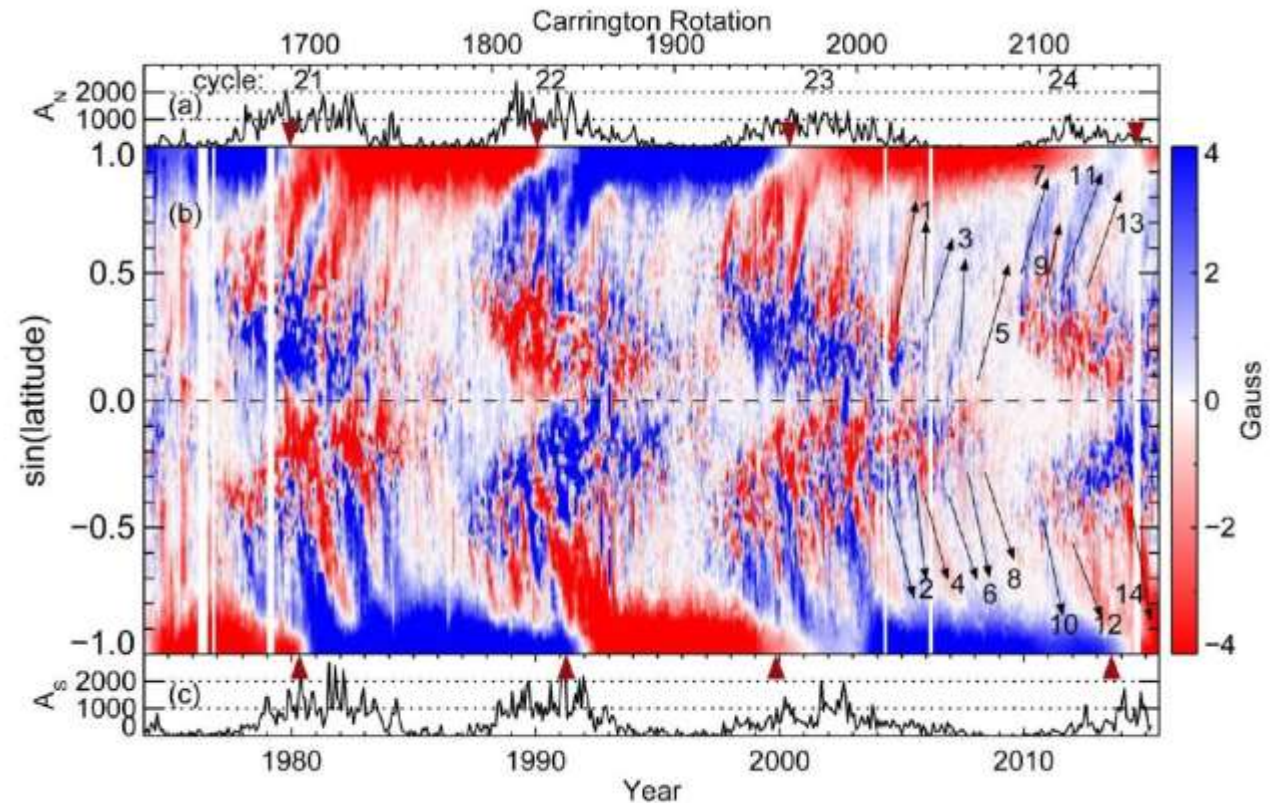 Carrington Rotation
1700 1800 1900 2000 2100
cycle: 21 22 23 24
A_N
2000
1000
(a)
1.0
(b)
0.5
0.0
−0.5
−1.0
sin(latitude)
1
3
5
7
9
11
13
2
4
6
8
10
12
14
4
2
0
−2
−4
Gauss
A_S
2000
1000
0
(c)
1980 1990 2000 2010
Year